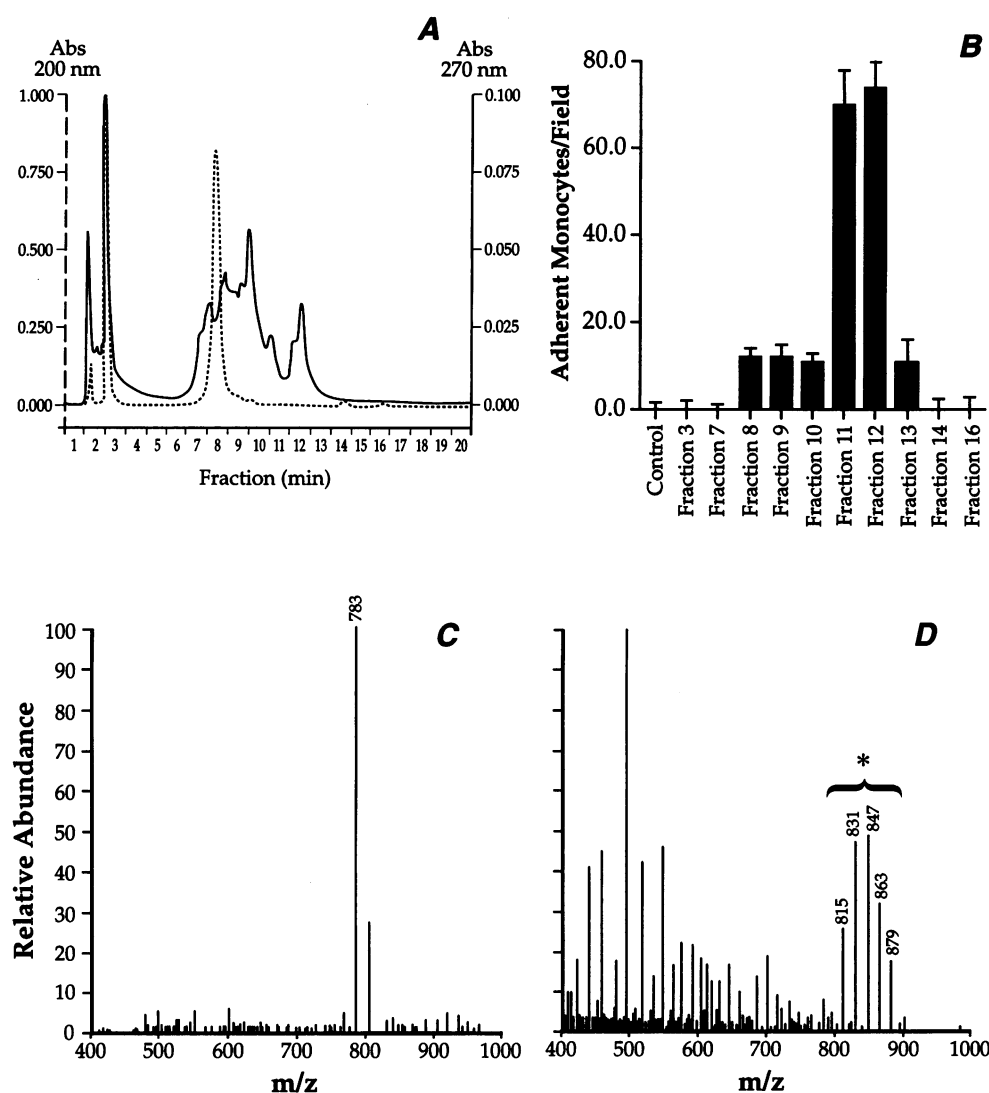 A
Abs
200 nm
Abs
270 nm
1.000
0.750
0.500
0.250
0.000
0.100
0.075
0.050
0.025
0.000
1 2 3 4 5 6 7 8 9 10 11 12 13 14 15 16 17 18 19 20
Fraction (min)
B
Adherent Monocytes/Field
80.0
60.0
40.0
20.0
0.0
Control
Fraction 3
Fraction 7
Fraction 8
Fraction 9
Fraction 10
Fraction 11
Fraction 12
Fraction 13
Fraction 14
Fraction 16
C
Relative Abundance
100
90
80
70
60
50
40
30
20
10
0
783
400 500 600 700 800 900 1000
m/z
D
*
815
831
847
863
879
400 500 600 700 800 900 1000
m/z